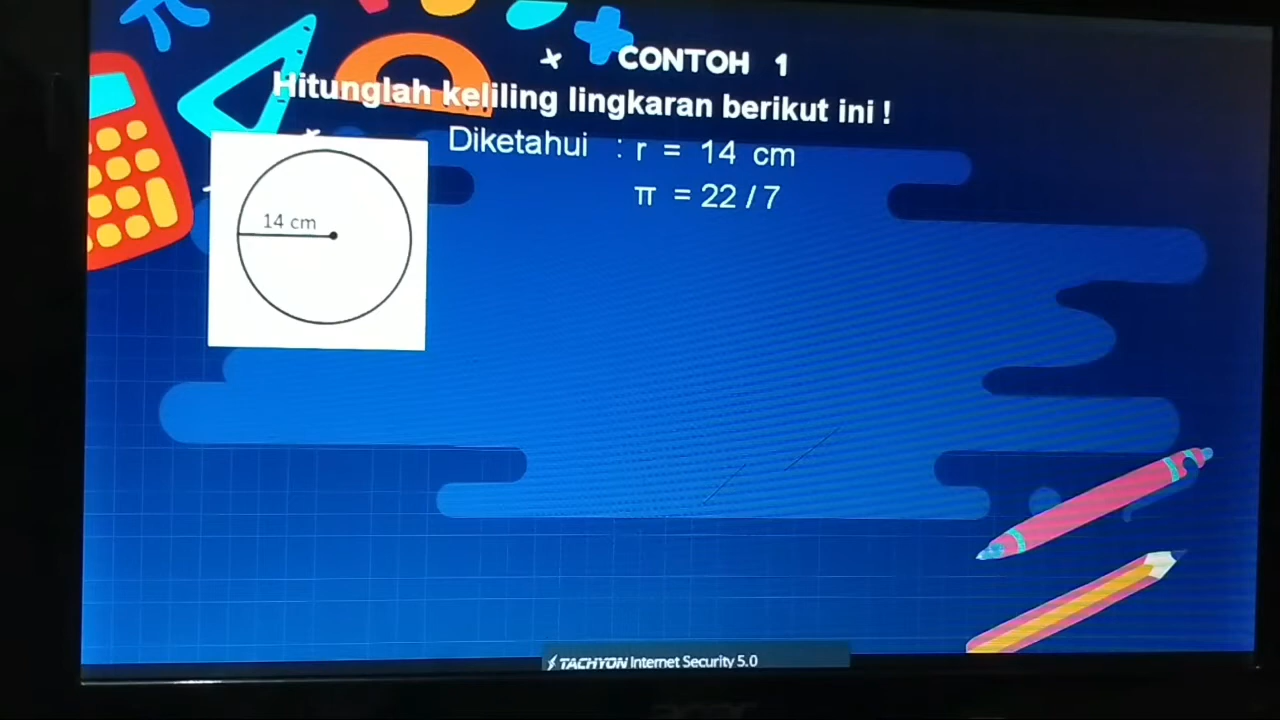 CONTOH 1
Hitunglah keliling lingkaran berikut ini !
Diketahui : r = 14 cm
π = 22 / 7
14 cm
TACHYON Internet Security 5.0